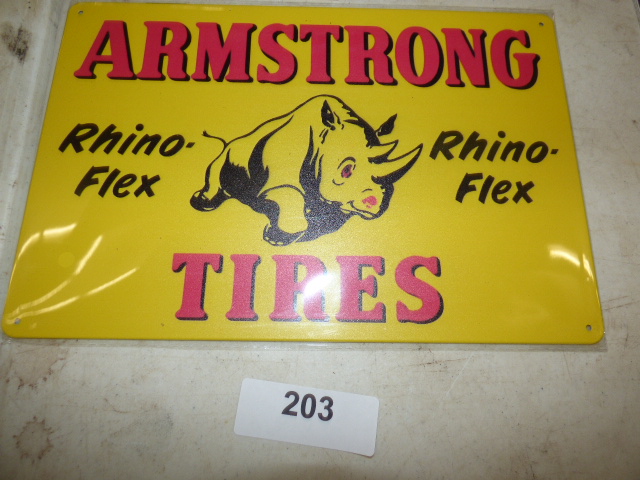 ARMSTRONG
Rhino-
Flex
Rhino-
Flex
TIRES
203